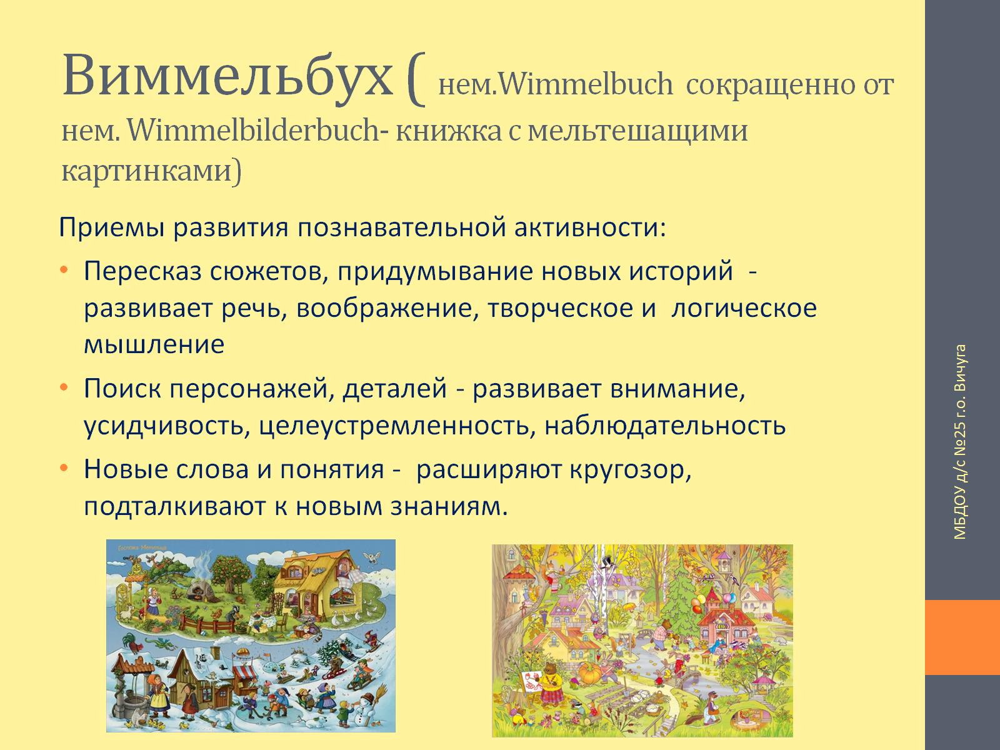 Виммельбух ( нем.Wimmelbuch сокращенно от
нем. Wimmelbilderbuch- книжка с мельтешащими
картинками)
Приемы развития познавательной активности:
• Пересказ сюжетов, придумывание новых историй -
развивает речь, воображение, творческое и логическое
мышление
• Поиск персонажей, деталей - развивает внимание,
усидчивость, целеустремленность, наблюдательность
• Новые слова и понятия - расширяют кругозор,
подталкивают к новым знаниям.
МБДОУ д/с №25 г.о. Вичуга
Госпожа Метелица